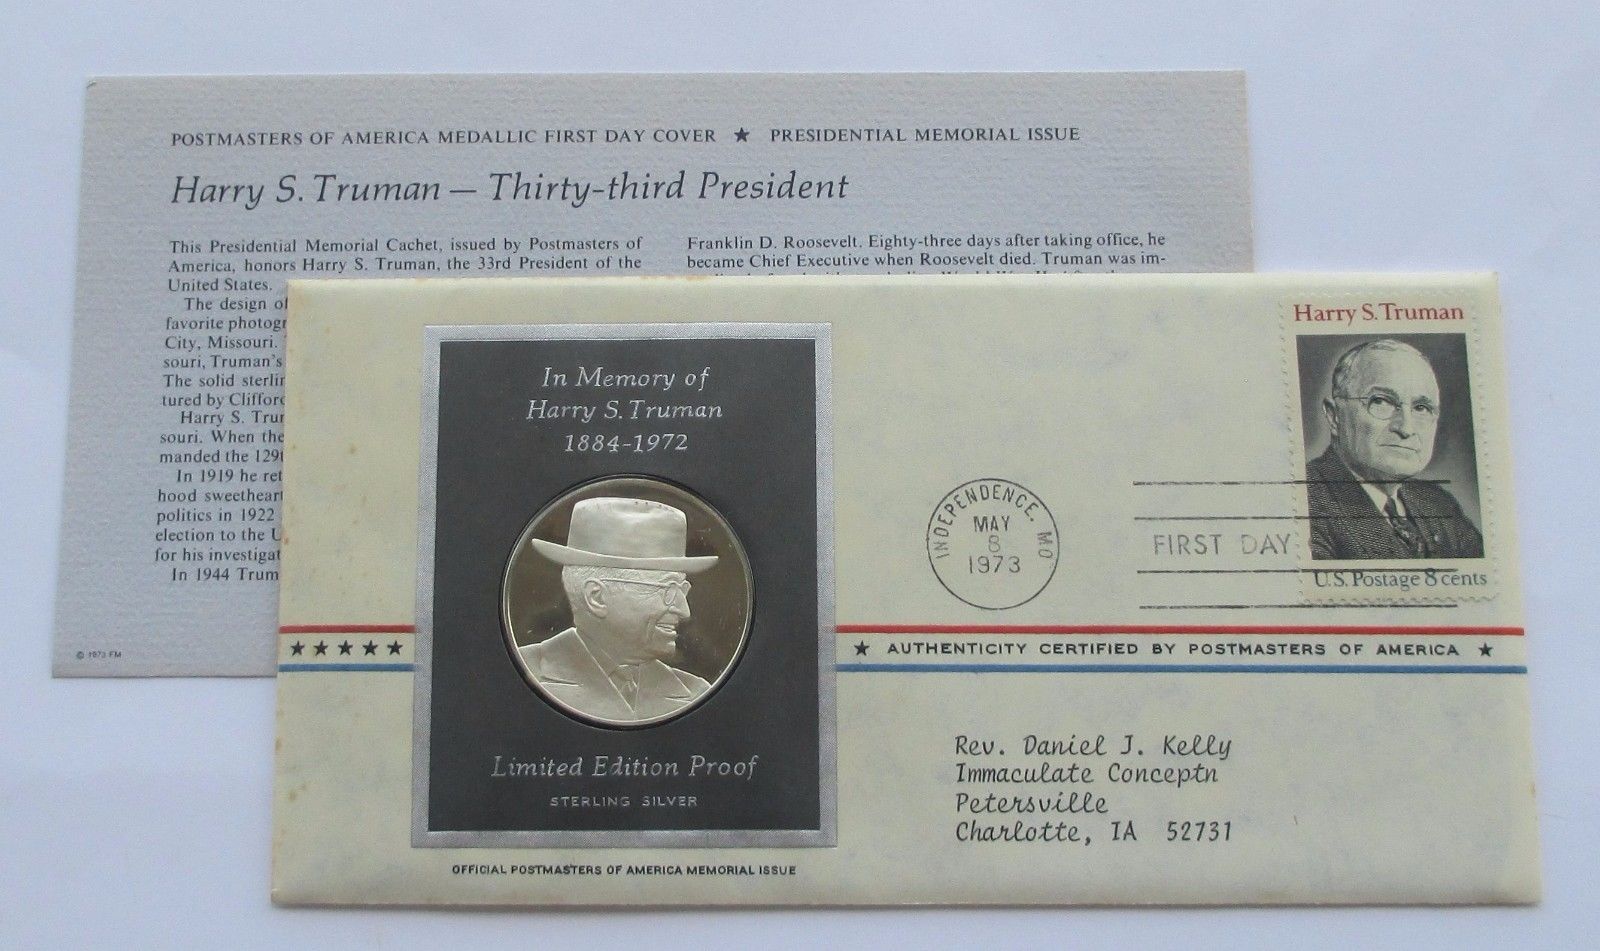 POSTMASTERS OF AMERICA MEDALLIC FIRST DAY COVER ★ PRESIDENTIAL MEMORIAL ISSUE
Harry S. Truman — Thirty-third President
This Presidential Memorial Cachet, issued by Postmasters of
America, honors Harry S. Truman, the 33rd President of the
United States.
The design of
favorite photogr
City, Missouri.
souri, Truman's
The solid sterlin
tured by Clifford
Harry S. Trum
souri. When the
manded the 129t
In 1919 he ret
hood sweetheart
politics in 1922
election to the U
for his investigat
In 1944 Trum
Franklin D. Roosevelt. Eighty-three days after taking office, he
became Chief Executive when Roosevelt died. Truman was im-
© 1973 FM
In Memory of
Harry S. Truman
1884-1972
Limited Edition Proof
STERLING SILVER
OFFICIAL POSTMASTERS OF AMERICA MEMORIAL ISSUE
Harry S. Truman
U.S. Postage 8 cents
INDEPENDENCE, MO
MAY
8
1973
FIRST DAY
★★★★★
★ AUTHENTICITY CERTIFIED BY POSTMASTERS OF AMERICA ★
Rev. Daniel J. Kelly
Immaculate Conceptn
Petersville
Charlotte, IA 52731